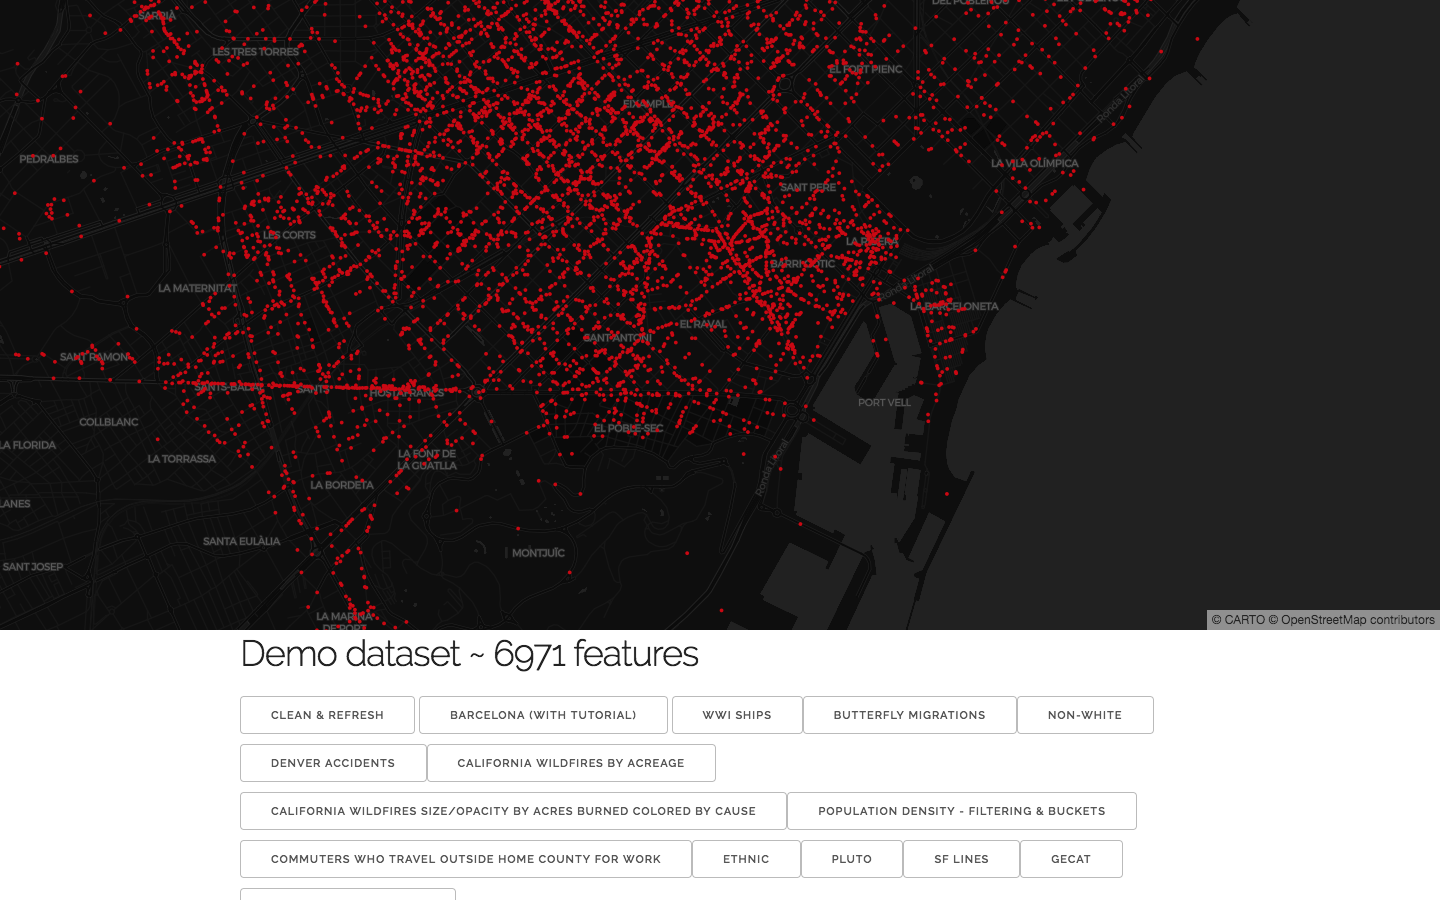 SARRIÀ
DEL POBLENOU
LES TRES TORRES
EL FORT PIENC
Ronda Litoral
EIXAMPLE
PEDRALBES
LA VILA OLÍMPICA
SANT PERE
LES CORTS
LA RIBERA
BARRI GÒTIC
Ronda Litoral
LA MATERNITAT
LA BARCELONETA
EL RAVAL
SANT ANTONI
SANT RAMON
SANTS-BADAL
SANTS
HOSTAFRANCS
PORT VELL
COLLBLANC
EL POBLE-SEC
LA FLORIDA
LA TORRASSA
LA FONT DE
LA GUATLLA
Ronda Litoral
LA BORDETA
LANES
SANTA EULÀLIA
MONTJUÏC
SANT JOSEP
LA MARINA
DE PORT
© CARTO © OpenStreetMap contributors
Demo dataset ~ 6971 features
CLEAN & REFRESH
BARCELONA (WITH TUTORIAL)
WWI SHIPS
BUTTERFLY MIGRATIONS
NON-WHITE
DENVER ACCIDENTS
CALIFORNIA WILDFIRES BY ACREAGE
CALIFORNIA WILDFIRES SIZE/OPACITY BY ACRES BURNED COLORED BY CAUSE
POPULATION DENSITY - FILTERING & BUCKETS
COMMUTERS WHO TRAVEL OUTSIDE HOME COUNTY FOR WORK
ETHNIC
PLUTO
SF LINES
GECAT